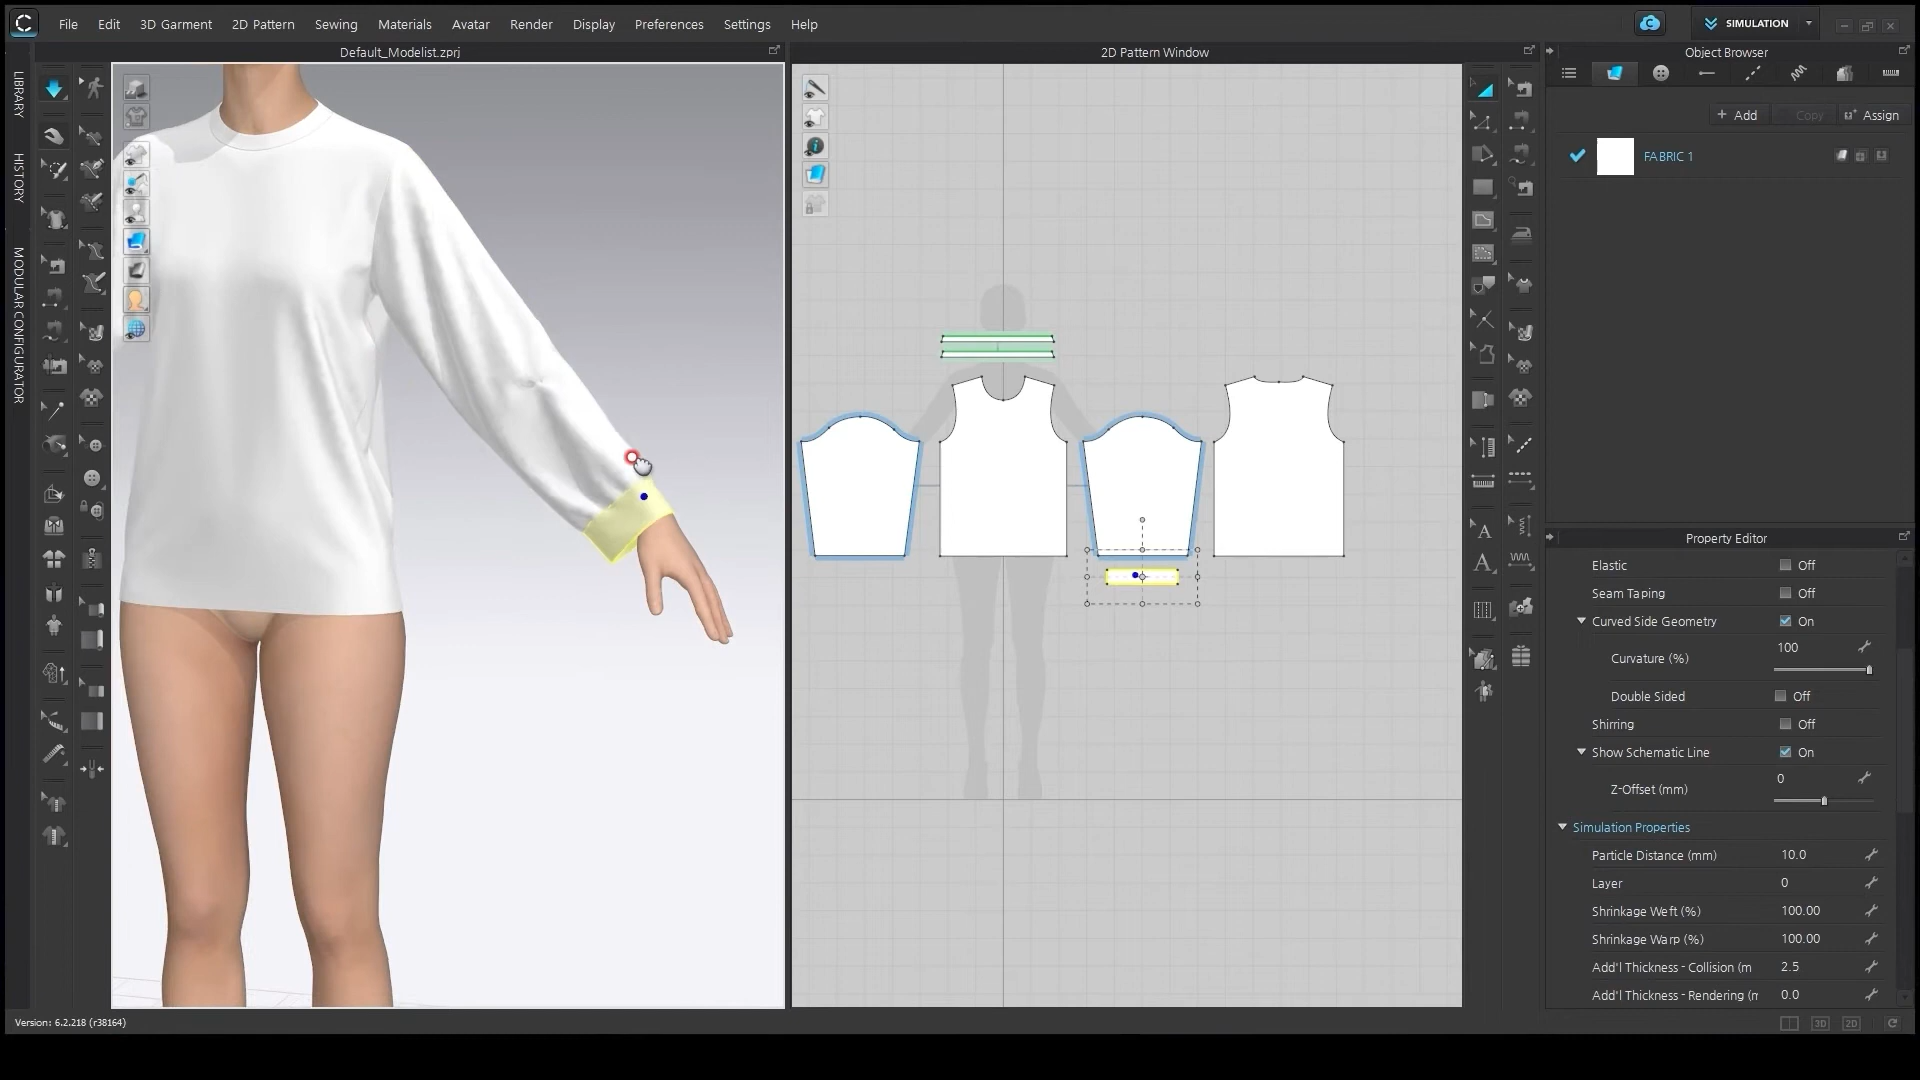 File Edit 3D Garment 2D Pattern Sewing Materials Avatar Render Display Preferences Settings Help
SIMULATION
Default_Modelist.zprj
2D Pattern Window
Object Browser
LIBRARY
HISTORY
MODULAR CONFIGURATOR
+ Add Copy Assign
FABRIC 1
Property Editor
Elastic Off
Seam Taping Off
Curved Side Geometry On
Curvature (%) 100
Double Sided Off
Shirring Off
Show Schematic Line On
Z-Offset (mm) 0
Simulation Properties
Particle Distance (mm) 10.0
Layer 0
Shrinkage Weft (%) 100.00
Shrinkage Warp (%) 100.00
Add'l Thickness - Collision (m 2.5
Add'l Thickness - Rendering (r 0.0
Version: 6.2.218 (r38164)
3D 2D